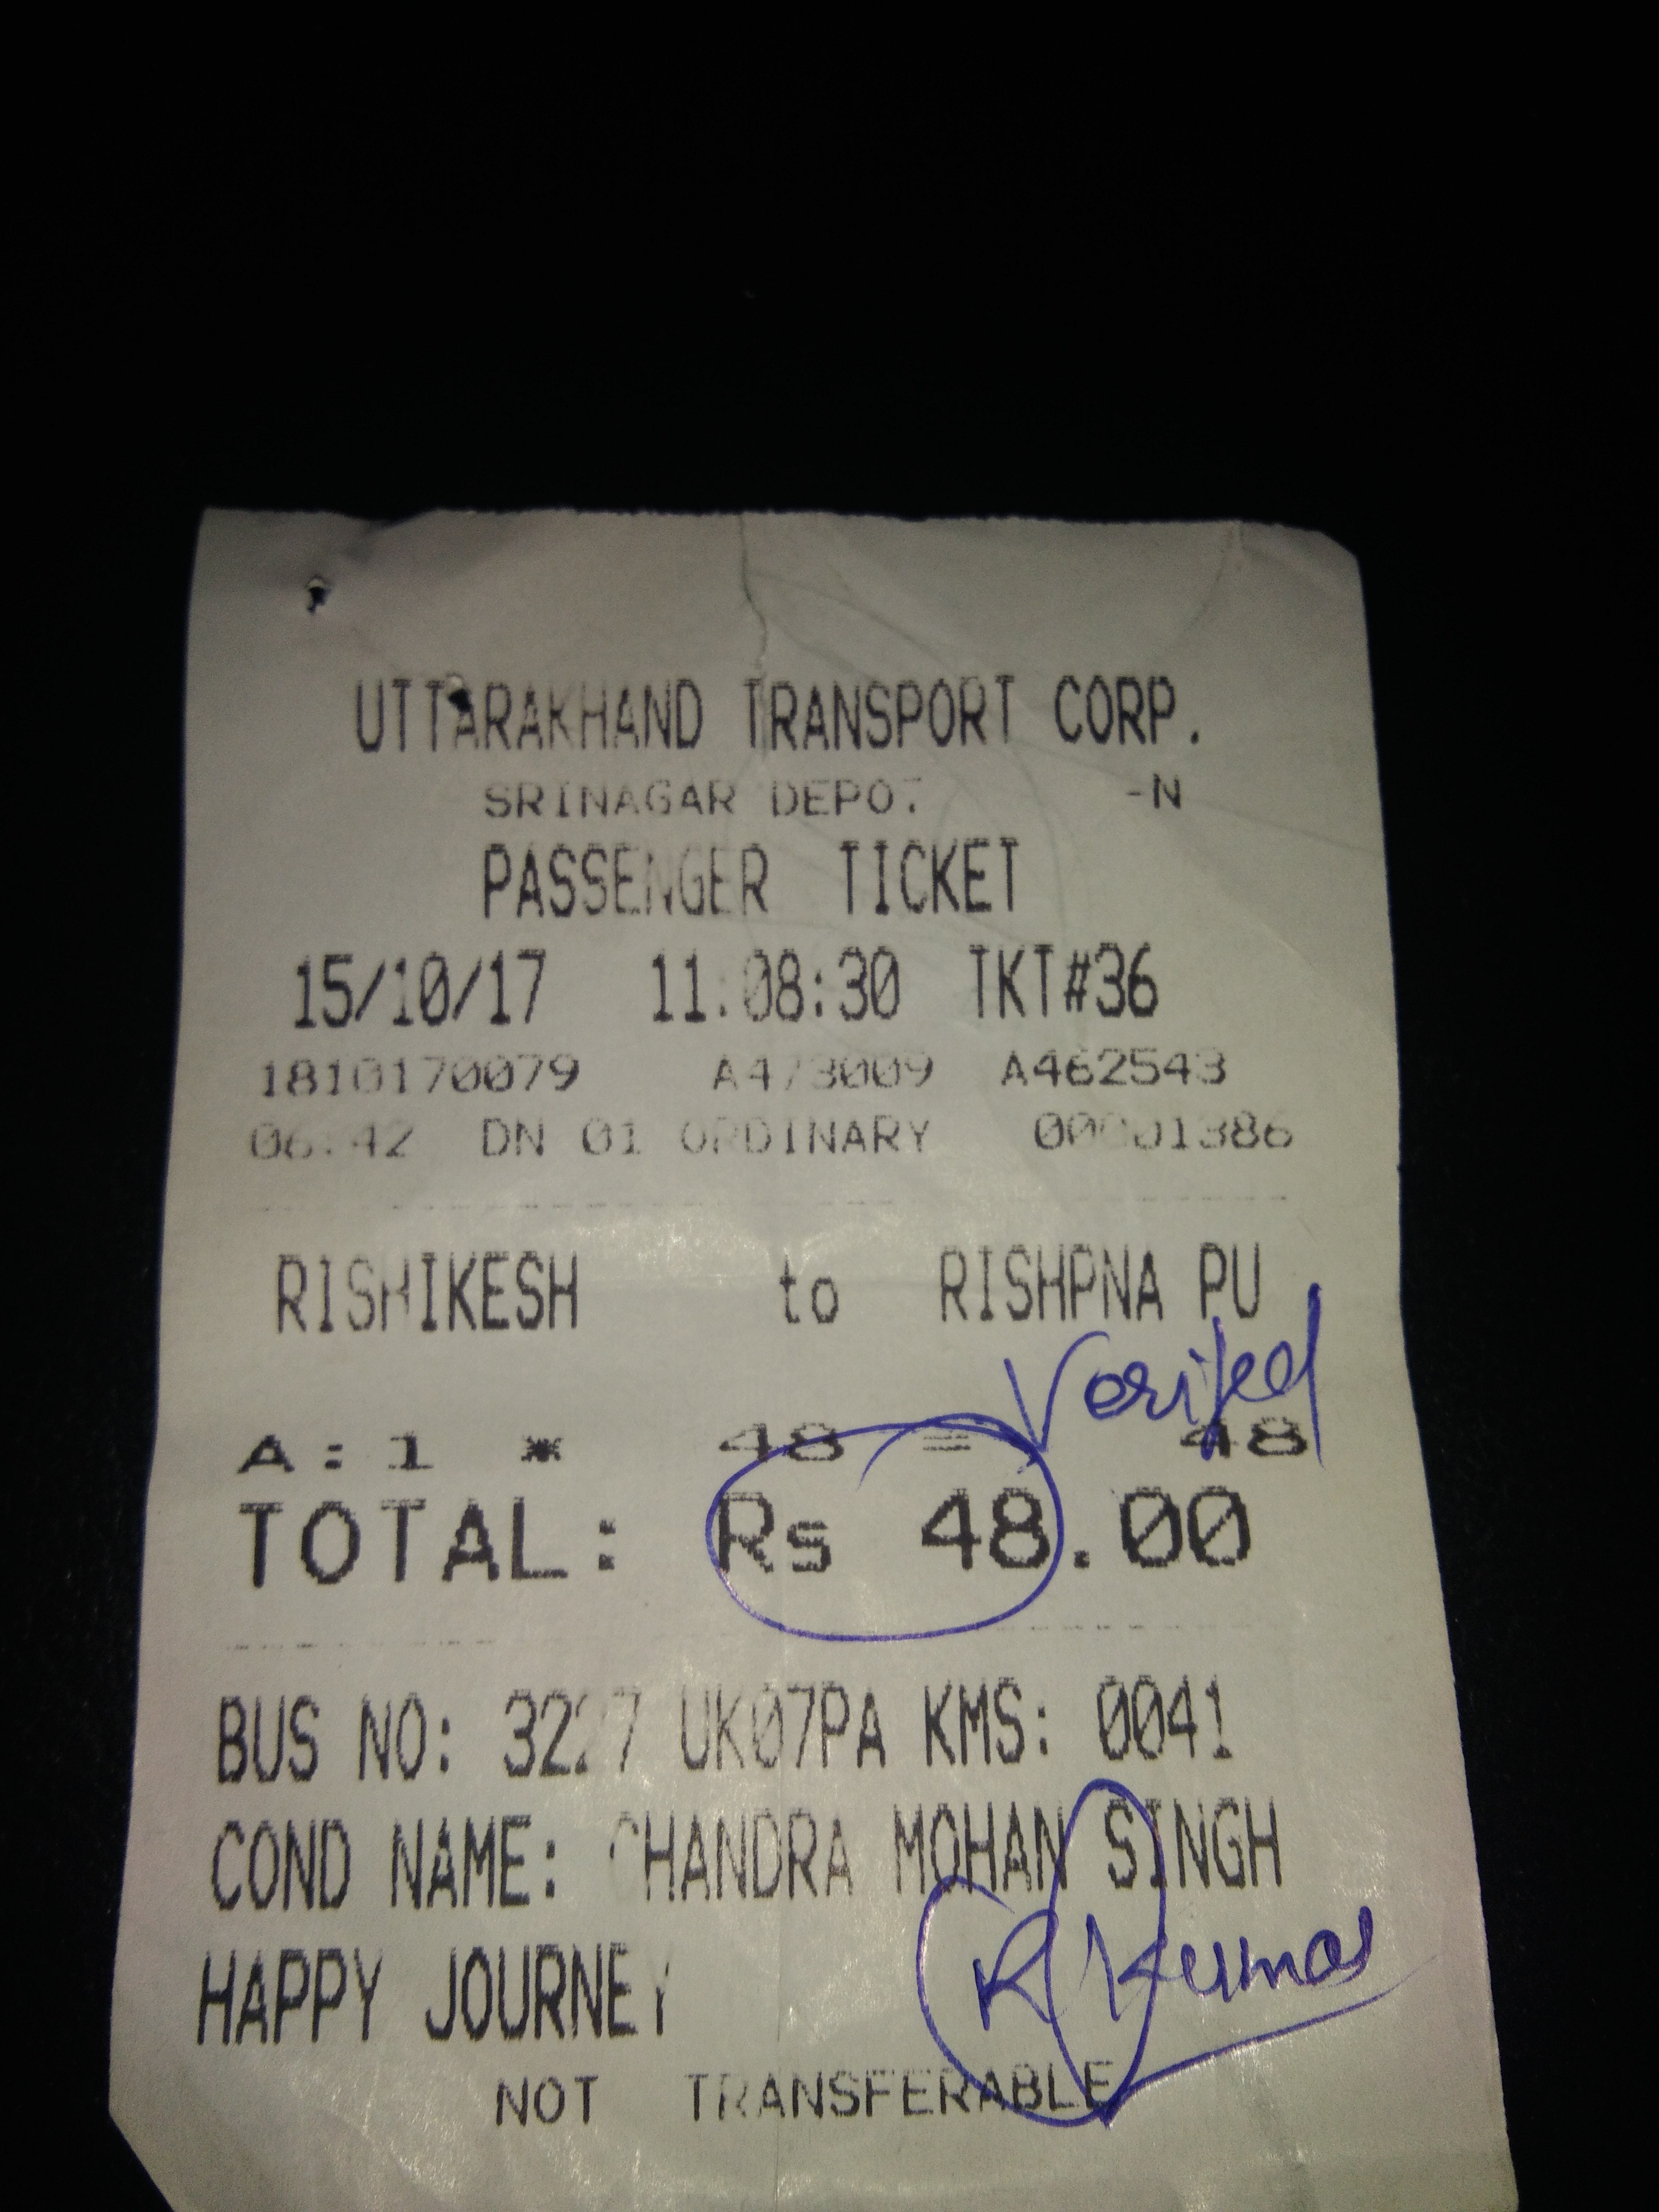 UTTARAKHAND TRANSPORT CORP.
SRINAGAR DEPOT -N
PASSENGER TICKET
15/10/17 11:08:30 TKT#36
1810170079 A473009 A462543
06:42 DN 01 ORDINARY 00001386
RISHIKESH to RISHPNA PU
Verified
A:1 * 48 = 48
TOTAL: Rs 48.00
BUS NO: 3227 UK07PA KMS: 0041
COND NAME: CHANDRA MOHAN SINGH
HAPPY JOURNEY
R Kumar
NOT TRANSFERABLE